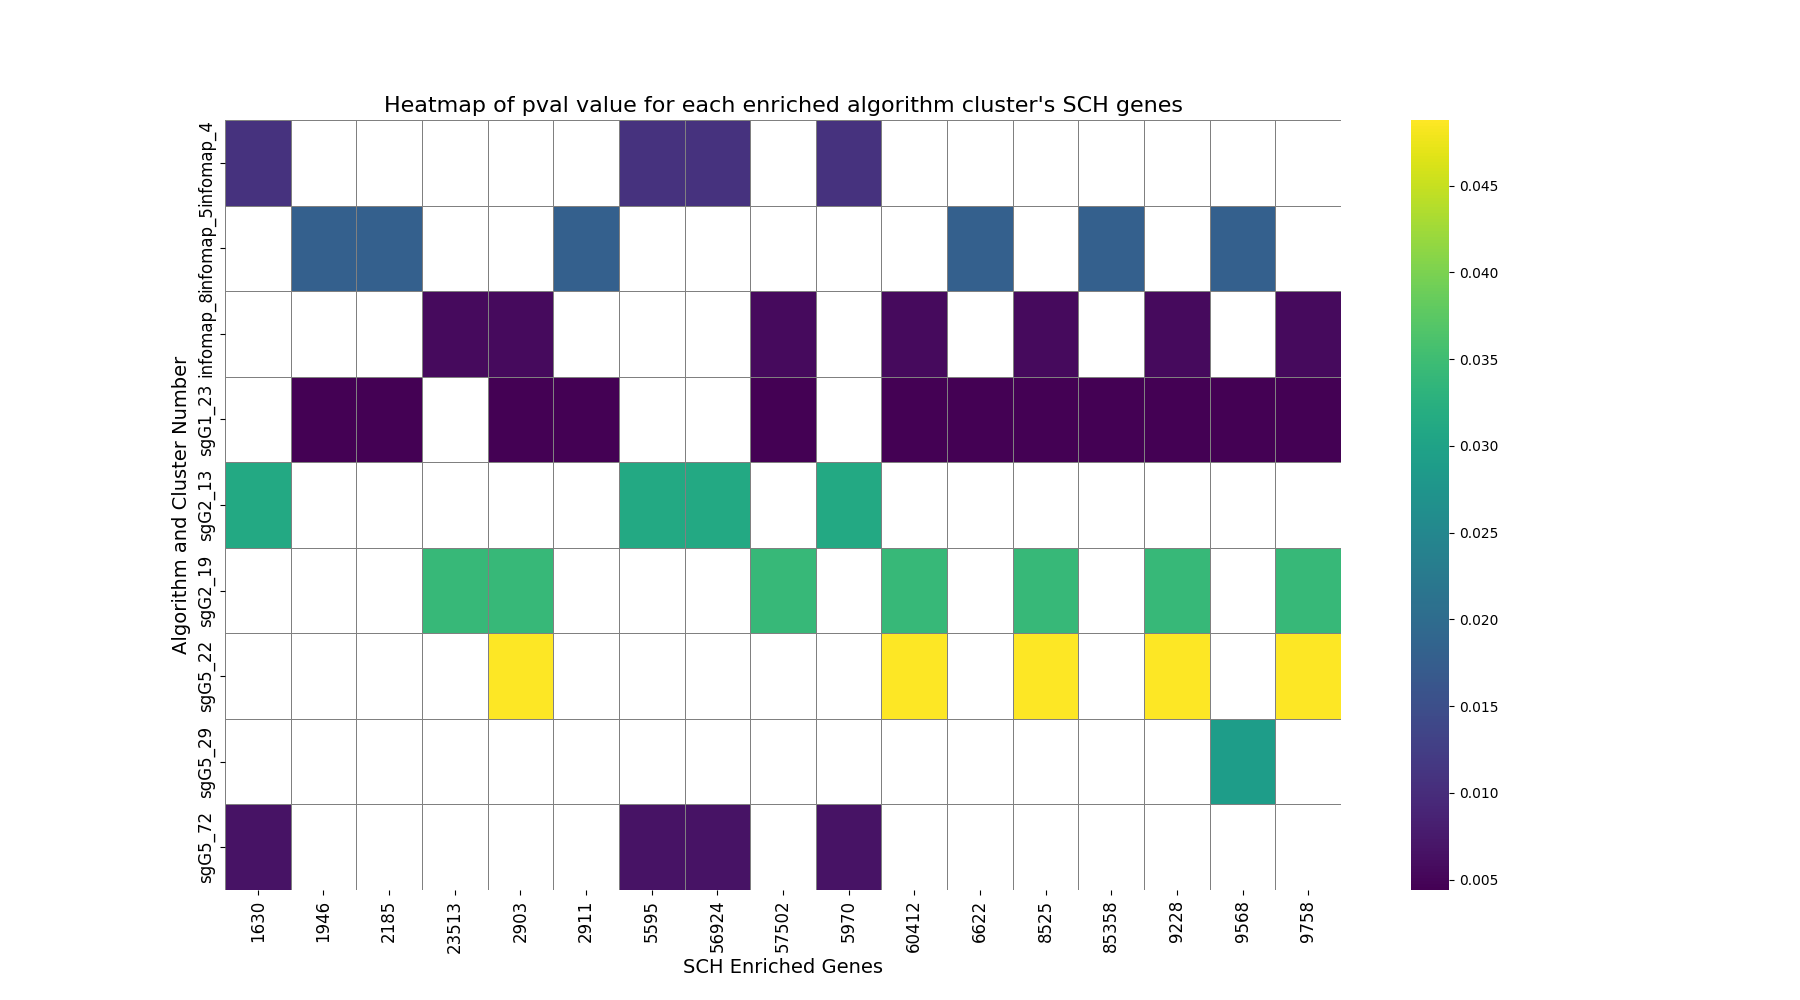 Heatmap of pval value for each enriched algorithm cluster's SCH genes
Algorithm and Cluster Number
infomap_4
infomap_5
infomap_8
sgG1_23
sgG2_13
sgG2_19
sgG5_22
sgG5_29
sgG5_72
1630
1946
2185
23513
2903
2911
5595
56924
57502
5970
60412
6622
8525
85358
9228
9568
9758
SCH Enriched Genes
0.045
0.040
0.035
0.030
0.025
0.020
0.015
0.010
0.005